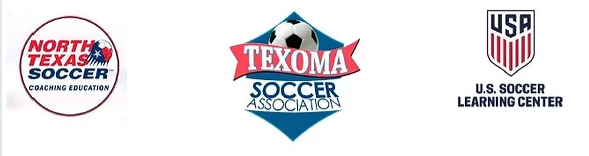 NORTH
TEXAS
SOCCER
COACHING EDUCATION
TEXOMA
SOCCER
ASSOCIATION
USA
U.S. SOCCER
LEARNING CENTER